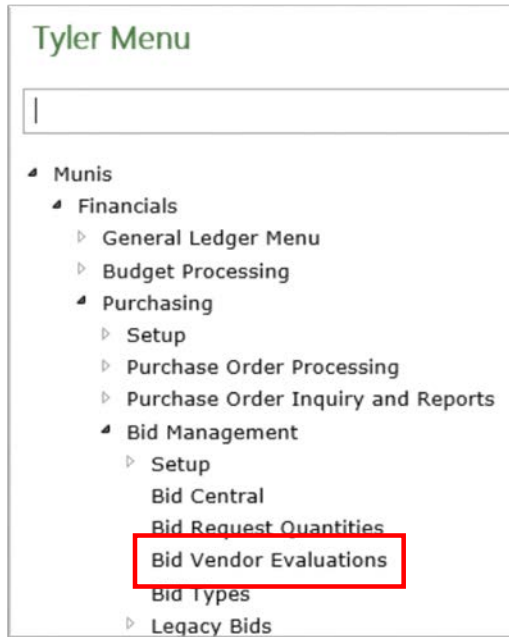 Tyler Menu
Munis
Financials
General Ledger Menu
Budget Processing
Purchasing
Setup
Purchase Order Processing
Purchase Order Inquiry and Reports
Bid Management
Setup
Bid Central
Bid Request Quantities
Bid Vendor Evaluations
Bid Types
Legacy Bids